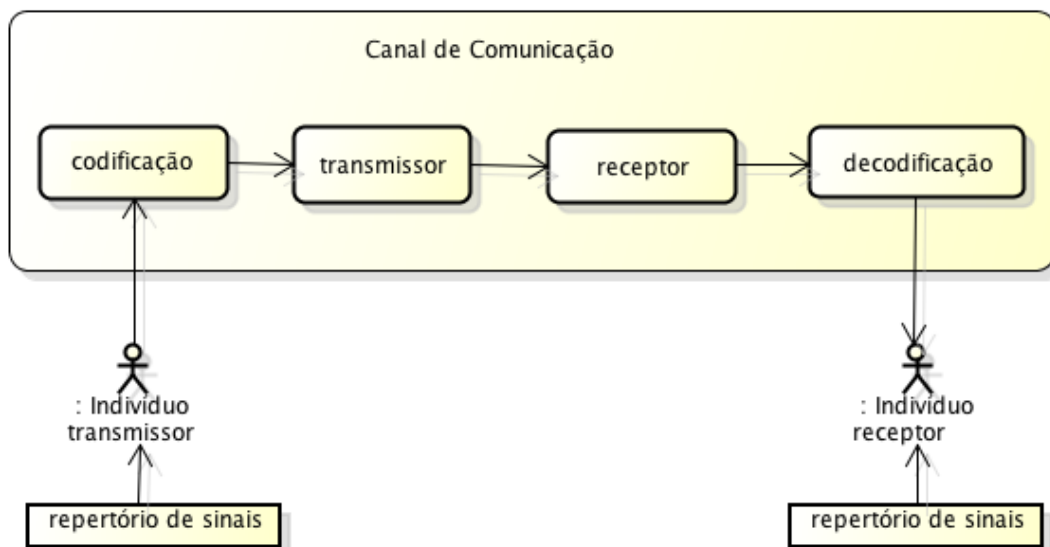 Canal de Comunicação
codificação
transmissor
receptor
decodificação
: Indivíduo
transmissor
: Indivíduo
receptor
repertório de sinais
repertório de sinais